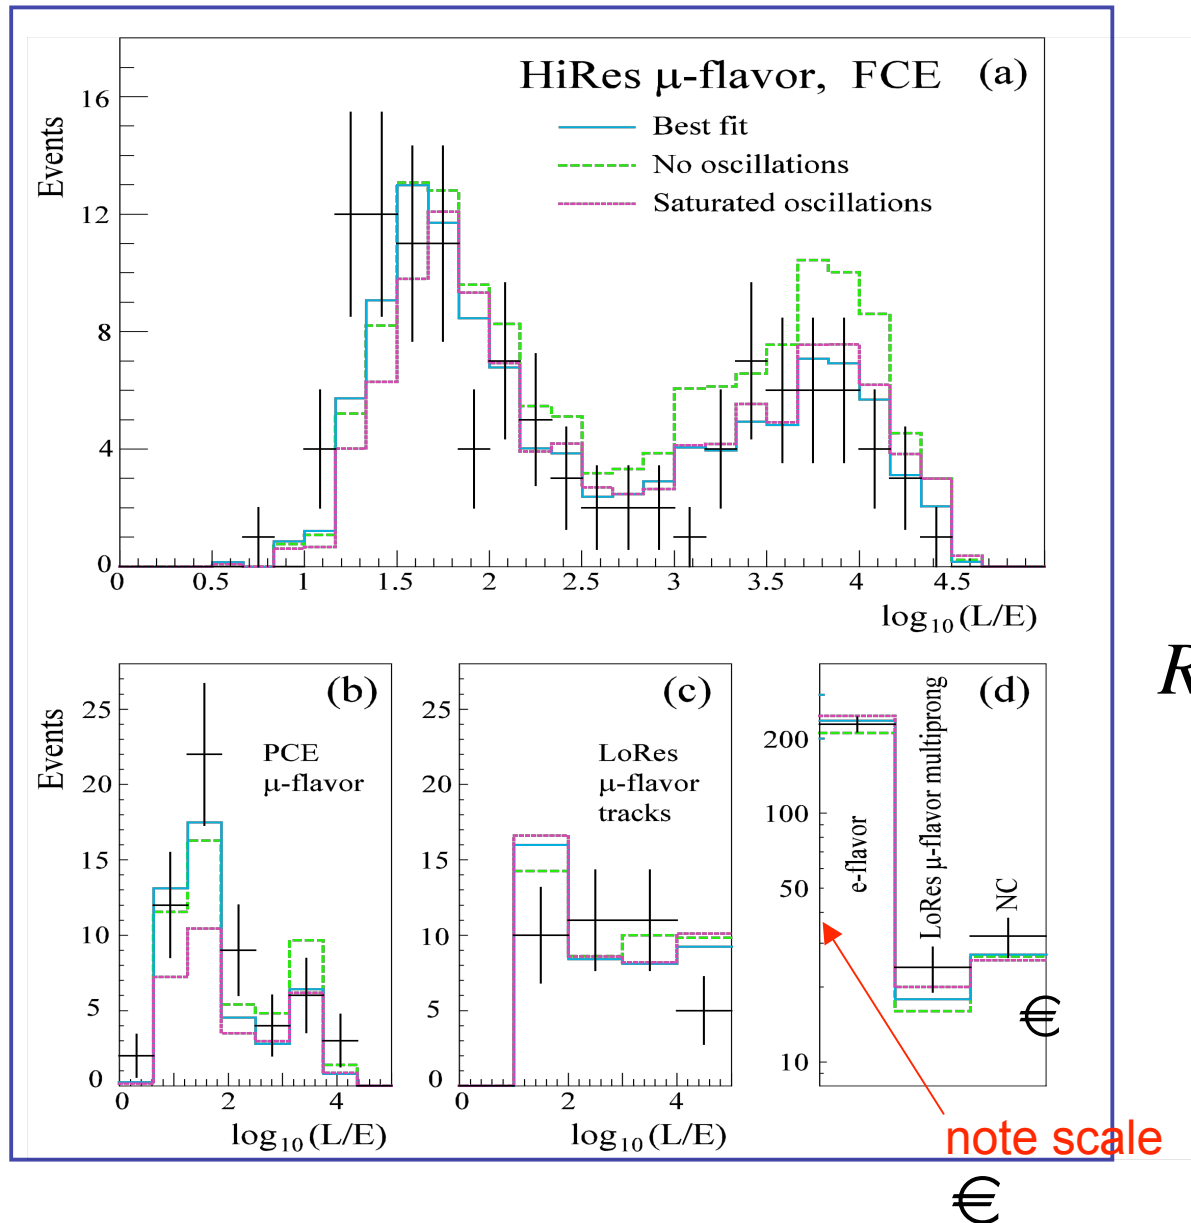 HiRes μ-flavor, FCE (a)
Best fit
No oscillations
Saturated oscillations
Events
16
12
8
4
0
0 0.5 1 1.5 2 2.5 3 3.5 4 4.5
log₁₀(L/E)
(b)
PCE
μ-flavor
Events
25
20
15
10
5
0
0 2 4
log₁₀(L/E)
(c)
LoRes
μ-flavor
tracks
25
20
15
10
5
0
0 2 4
log₁₀(L/E)
(d)
200
100
50
10
e-flavor
LoRes μ-flavor multiprong
NC
€
R
note scale
€